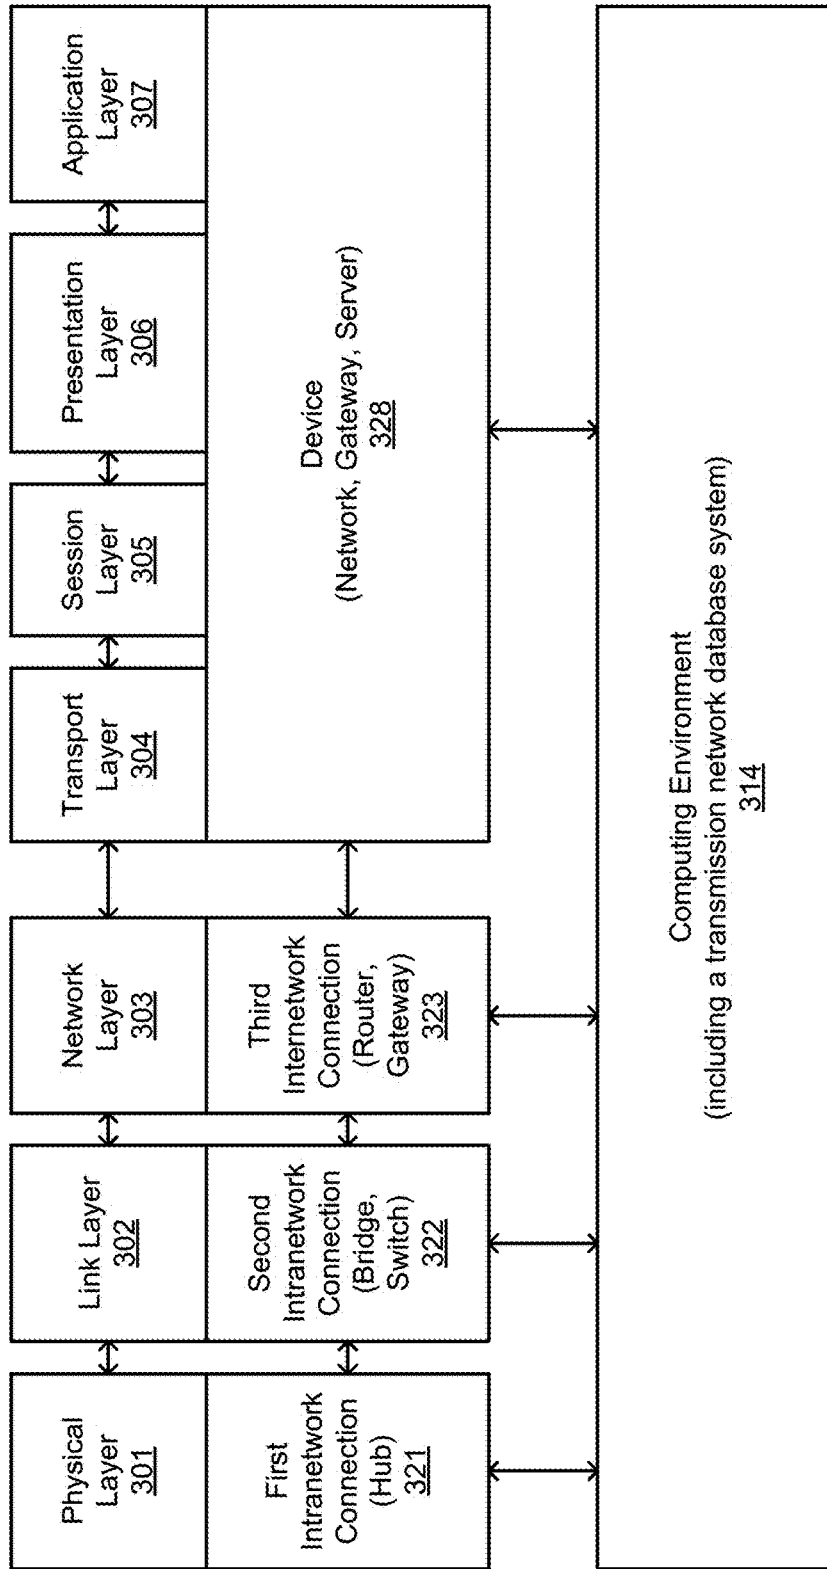 Physical
Layer
301
Link Layer
302
Network
Layer
303
Transport
Layer
304
Session
Layer
305
Presentation
Layer
306
Application
Layer
307
First
Intranetwork
Connection
(Hub)
321
Second
Intranetwork
Connection
(Bridge,
Switch)
322
Third
Internetwork
Connection
(Router,
Gateway)
323
Device
(Network, Gateway, Server)
328
Computing Environment
(including a transmission network database system)
314